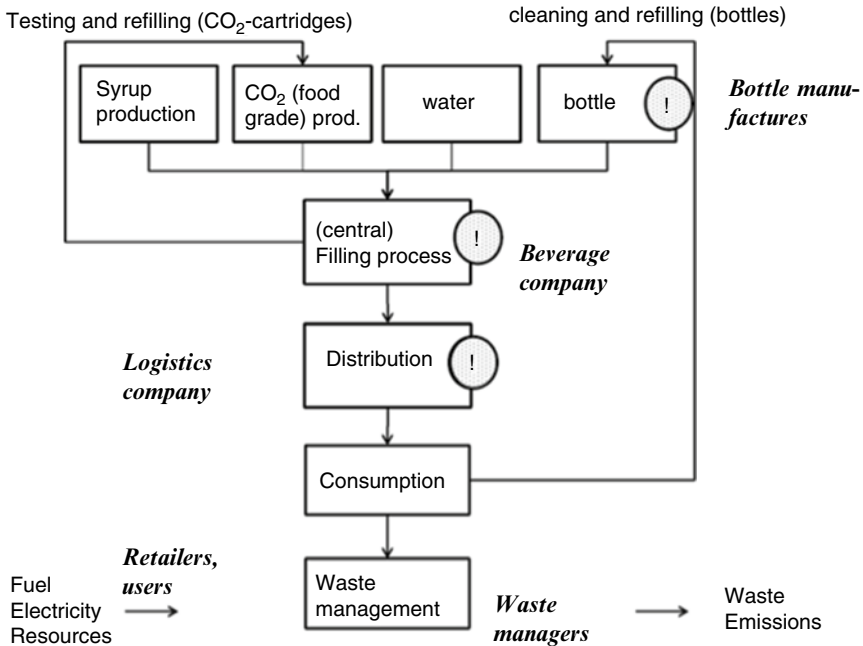 Testing and refilling (CO₂-cartridges)
cleaning and refilling (bottles)
Syrup
production
CO₂ (food
grade) prod.
water
bottle
!
Bottle manu-
factures
(central)
Filling process
!
Beverage
company
Logistics
company
Distribution
!
Consumption
Retailers,
users
Fuel
Electricity
Resources
Waste
management
Waste
managers
Waste
Emissions